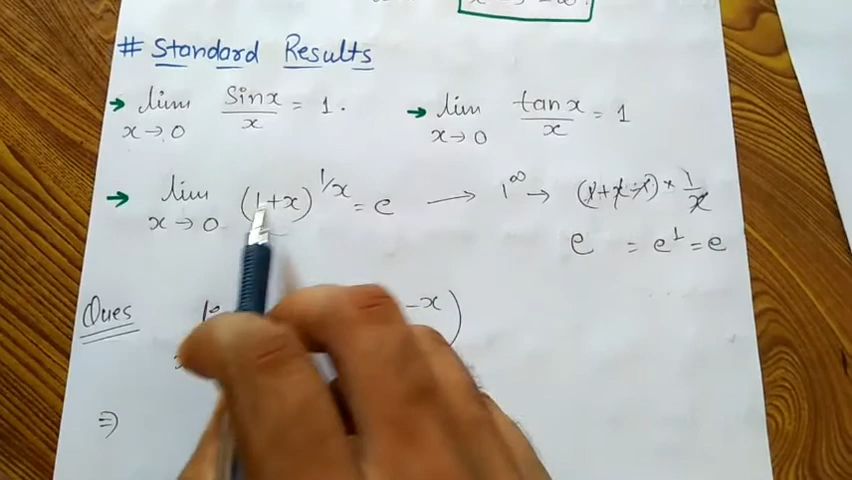 # Standard Results
→ lim x→0 sinx/x = 1. → lim x→0 tanx/x = 1
→ lim x→0 (1+x)^1/x = e → 1^∞ → e^(1+x-1)×1/x = e^1 = e
Ques -x)
⇒